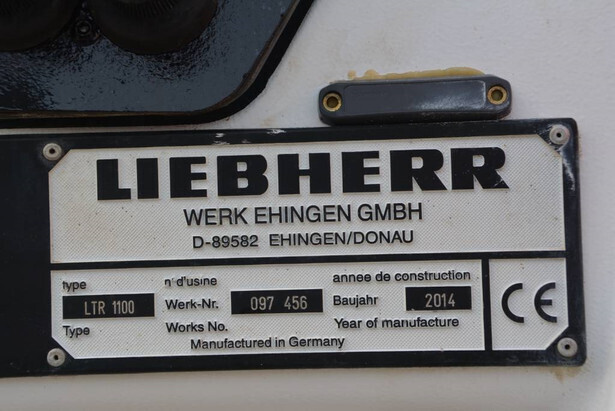 LIEBHERR
WERK EHINGEN GMBH
D-89582 EHINGEN/DONAU
type n'd'usine annee de construction
LTR 1100 Werk-Nr. 097 456 Baujahr 2014
Type Works No. Year of manufacture
Manufactured in Germany
CE